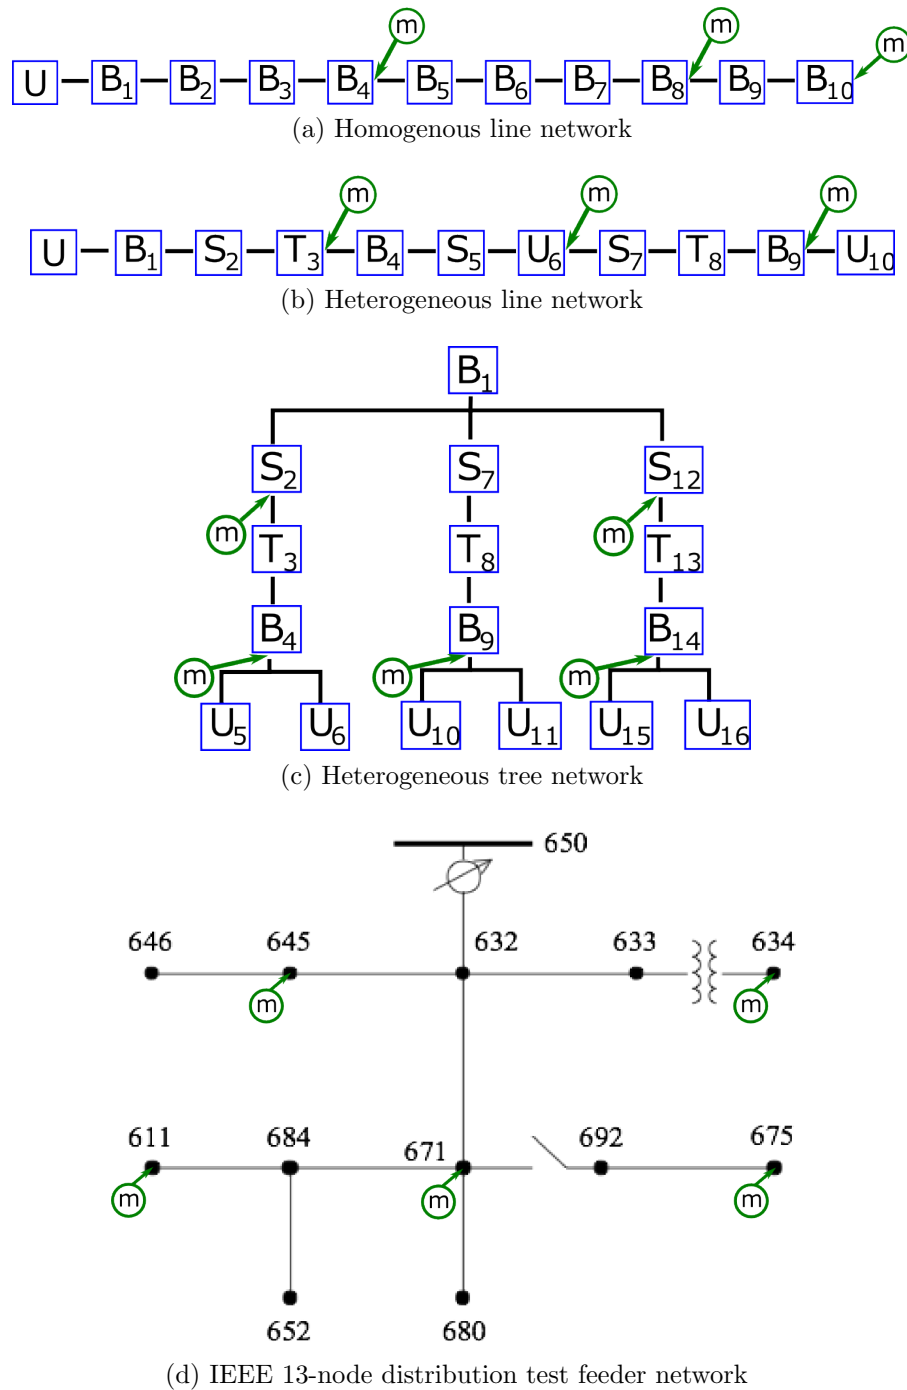 m m m
U B1 B2 B3 B4 B5 B6 B7 B8 B9 B10
(a) Homogenous line network
m m m
U B1 S2 T3 B4 S5 U6 S7 T8 B9 U10
(b) Heterogeneous line network
B1
S2 S7 S12
m m
T3 T8 T13
B4 B9 B14
m m m
U5 U6 U10 U11 U15 U16
(c) Heterogeneous tree network
650
646 645 632 633 634
m m
611 684 671 692 675
m m m
652 680
(d) IEEE 13-node distribution test feeder network